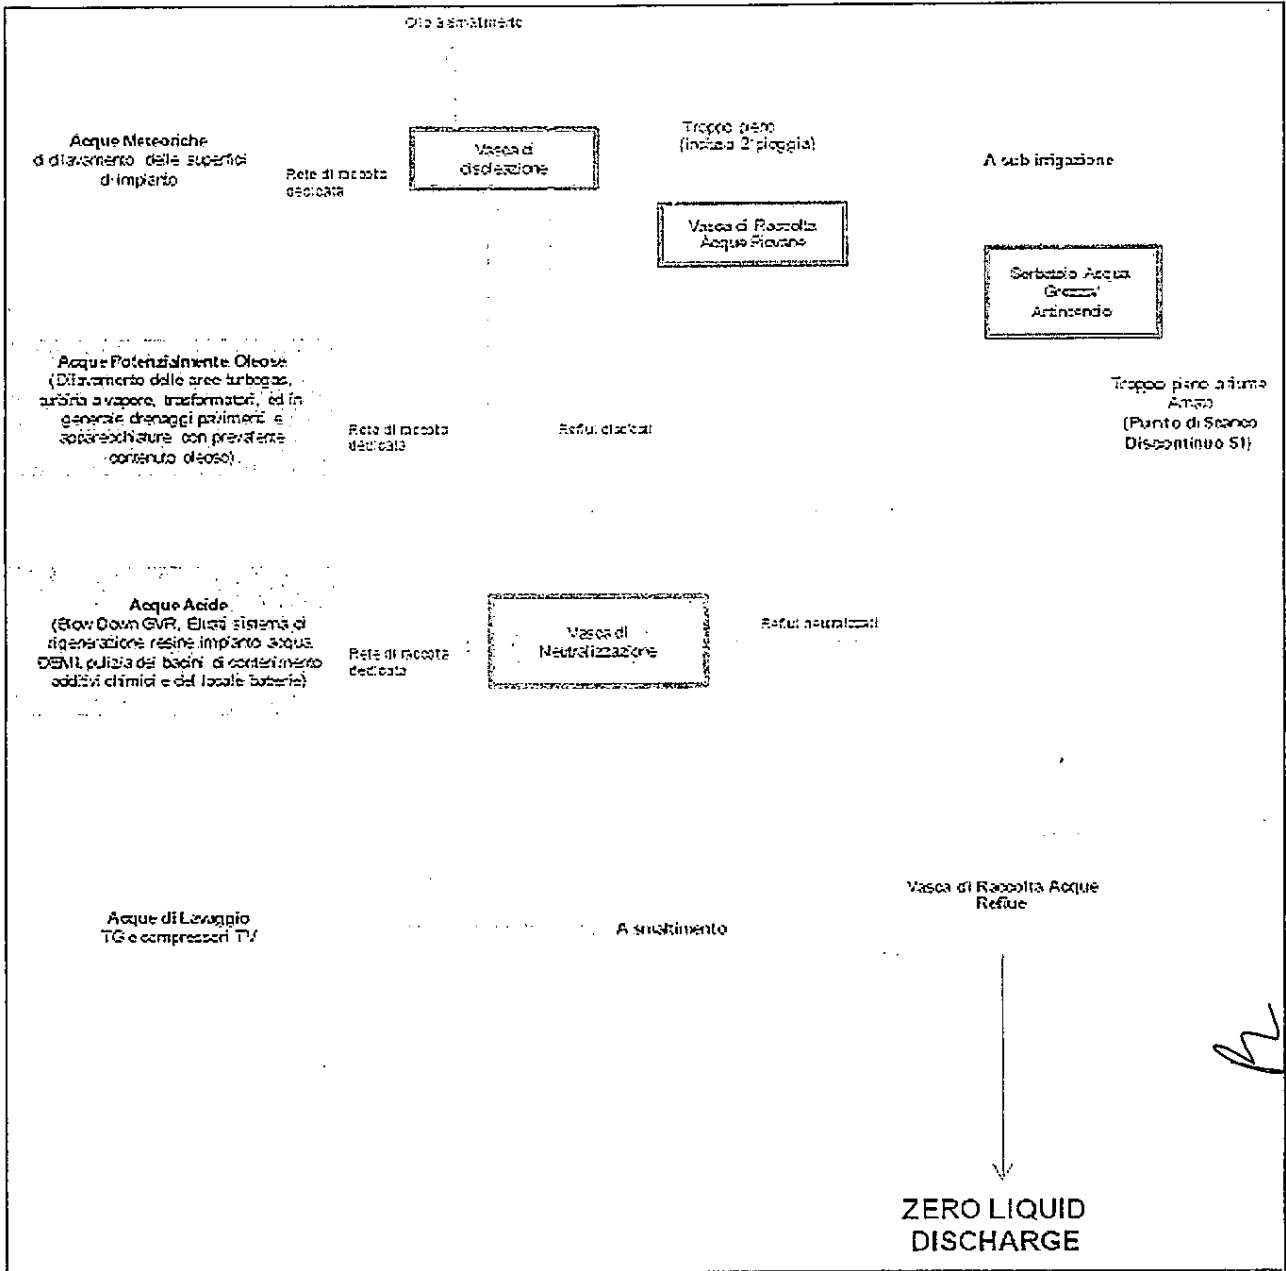 Olio a smaltimento
Acque Meteoriche
di dilavamento delle superfici
di impianto
Rete di raccolta
dedicata
Vasca di
disoleazione
Troppo pieno
(inclusa 2° pioggia)
A sub irrigazione
Vasca di Raccolta
Acque Piovane
Serbatoio Acqua
Grezza/
Antincendio
Acque Potenzialmente Oleose
(Dilavamento delle aree turbogas,
turbina a vapore, trasformatori, ed in
generale drenaggi pavimenti e
apparecchiature con prevalente
contenuto oleoso)
Rete di raccolta
dedicata
Reflui disoleati
Troppo pieno a fiume
(Punto di Scarico
Discontinuo S1)
Acque Acide
(Blow Down GVR, Eluati sistema di
rigenerazione resine impianto acqua
DEMI, pulizia dei bacini di contenimento
additivi chimici e del locale batterie)
Rete di raccolta
dedicata
Vasca di
Neutralizzazione
Reflui neutralizzati
Vasca di Raccolta Acque
Reflue
Acque di Lavaggio
TG e compressori TV
A smaltimento
ZERO LIQUID
DISCHARGE